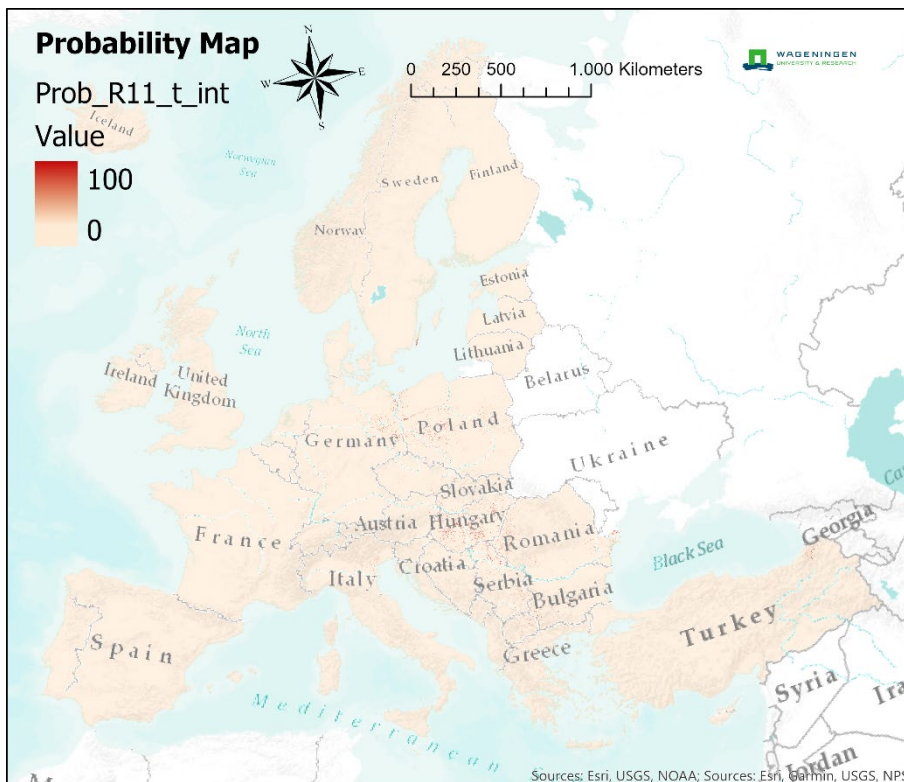 Probability Map
Prob_R11_t_int
Value
100
0
N
W
E
S
0 250 500 1.000 Kilometers
WAGENINGEN
UNIVERSITY & RESEARCH
Iceland
Norwegian
Sea
Sweden
Finland
Norway
Estonia
Latvia
Lithuania
North
Sea
Ireland
United
Kingdom
Belarus
Germany
Poland
Ukraine
Slovakia
Austria
Hungary
France
Romania
Croatia
Italy
Serbia
Black Sea
Georgia
Bulgaria
Spain
Turkey
Greece
Syria
Mediterranean
Jordan
Sources: Esri, USGS, NOAA; Sources: Esri, Garmin, USGS, NPS